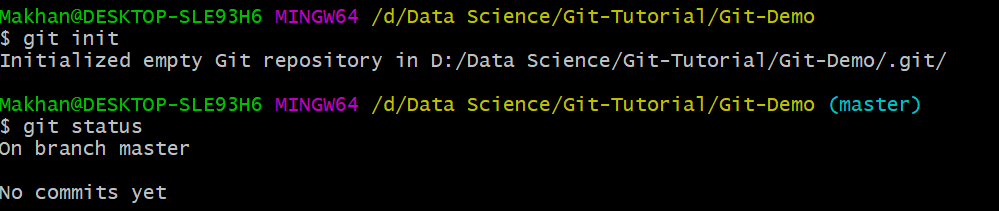 Makhan@DESKTOP-SLE93H6 MINGW64 /d/Data Science/Git-Tutorial/Git-Demo
$ git init
Initialized empty Git repository in D:/Data Science/Git-Tutorial/Git-Demo/.git/
Makhan@DESKTOP-SLE93H6 MINGW64 /d/Data Science/Git-Tutorial/Git-Demo (master)
$ git status
On branch master
No commits yet